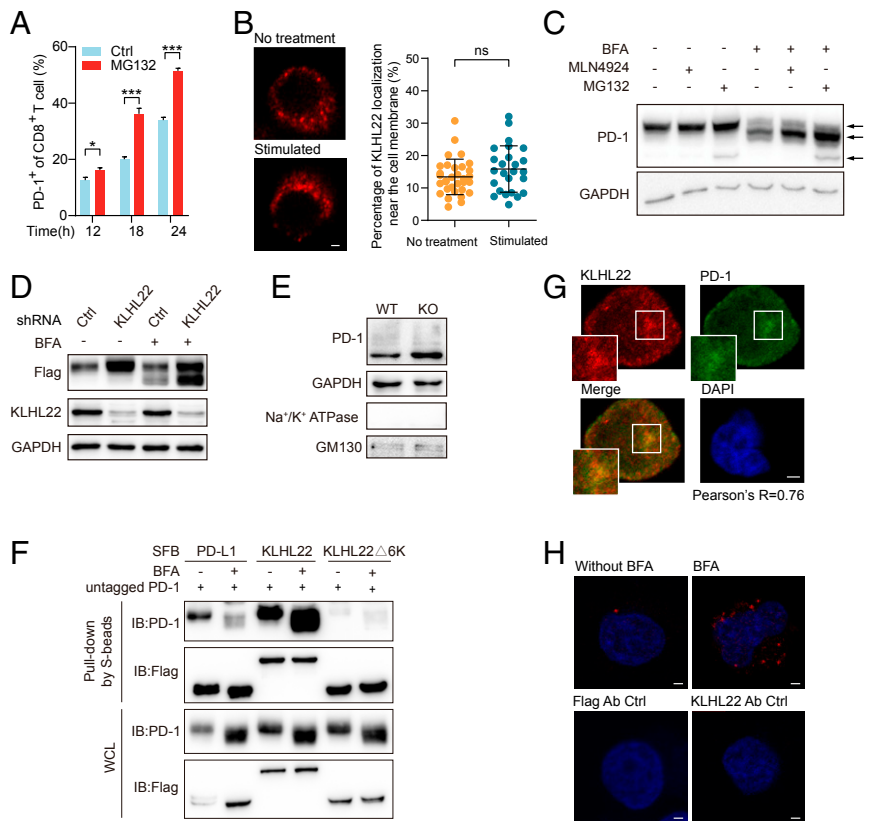 A
Ctrl
MG132
PD-1+ of CD8+ T cell (%)
60
40
20
0
*
***
***
Time(h) 12 18 24
B
No treatment
Stimulated
Percentage of KLHL22 localization
near the cell membrane (%)
ns
40
35
30
25
20
15
10
5
0
No treatment Stimulated
C
BFA - - - + + +
MLN4924 - + - - + -
MG132 - - + - - +
PD-1
GAPDH
D
shRNA Ctrl KLHL22 Ctrl KLHL22
BFA - - + +
Flag
KLHL22
GAPDH
E
WT KO
PD-1
GAPDH
Na+/K+ ATPase
GM130
F
SFB PD-L1 KLHL22 KLHL22△6K
BFA - + - + - +
untagged PD-1 + + + + + +
Pull-down
by S-beads
IB:PD-1
IB:Flag
WCL
IB:PD-1
IB:Flag
G
KLHL22 PD-1
Merge DAPI
Pearson's R=0.76
H
Without BFA BFA
Flag Ab Ctrl KLHL22 Ab Ctrl